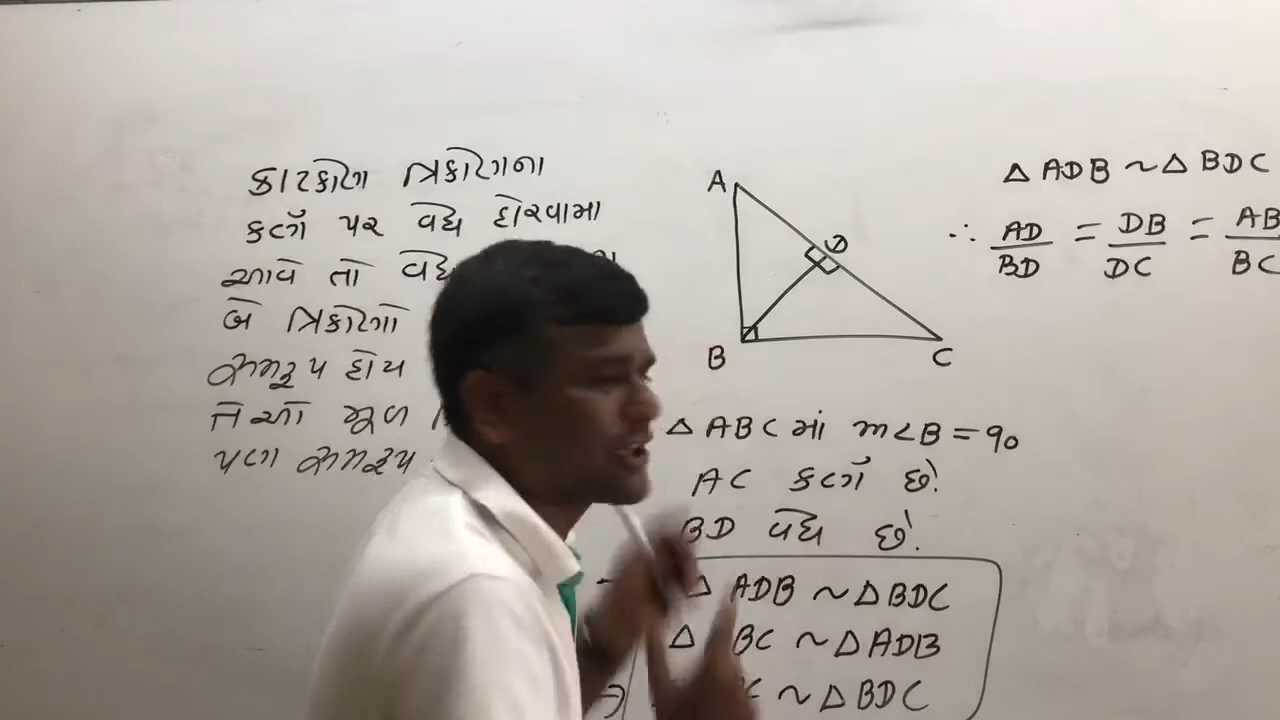 કાટકોણ ત્રિકોણના
કર્ણ પર વેધ દોરવામા
આવે તો વેધ
બે ત્રિકોણો
સમરૂપ હોય
તેઓ મૂળ
પણ સમરૂપ
A
D
B
C
△ ADB ~ △ BDC
∴ AD/BD = DB/DC = AB/BC
△ ABC માં m∠B = 90
AC કર્ણ છે.
BD વેધ છે.
△ ADB ~ △ BDC
△ BC ~ △ ADB
~ △ BDC